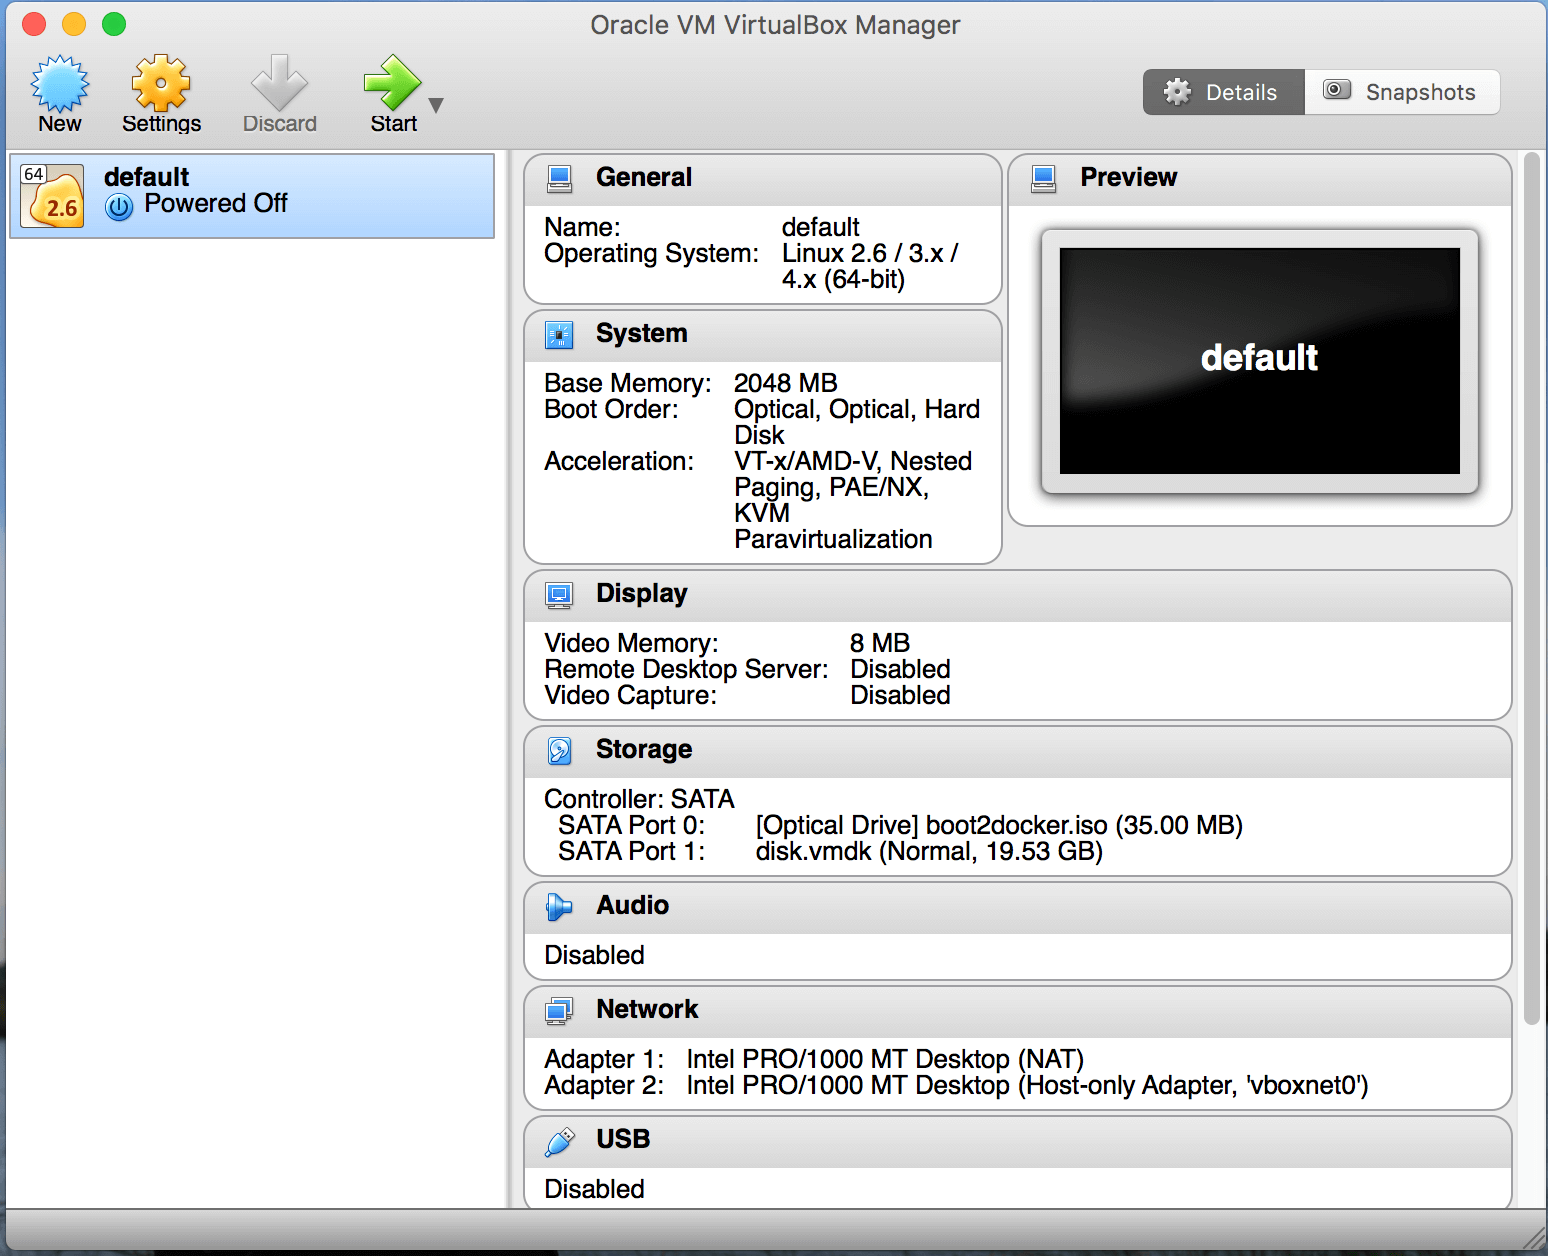 Oracle VM VirtualBox Manager
New
Settings
Discard
Start
Details
Snapshots
64
2.6
default
Powered Off
General
Name: default
Operating System: Linux 2.6 / 3.x /
4.x (64-bit)
Preview
default
System
Base Memory: 2048 MB
Boot Order: Optical, Optical, Hard
Disk
Acceleration: VT-x/AMD-V, Nested
Paging, PAE/NX,
KVM
Paravirtualization
Display
Video Memory: 8 MB
Remote Desktop Server: Disabled
Video Capture: Disabled
Storage
Controller: SATA
SATA Port 0: [Optical Drive] boot2docker.iso (35.00 MB)
SATA Port 1: disk.vmdk (Normal, 19.53 GB)
Audio
Disabled
Network
Adapter 1: Intel PRO/1000 MT Desktop (NAT)
Adapter 2: Intel PRO/1000 MT Desktop (Host-only Adapter, 'vboxnet0')
USB
Disabled